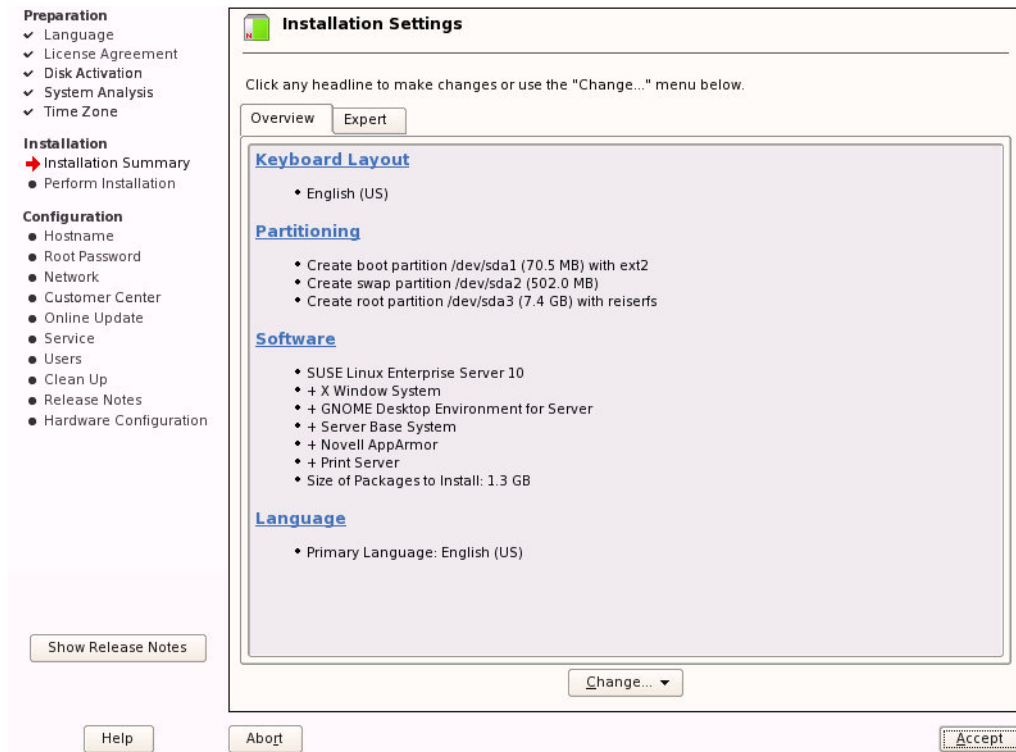 Preparation
Language
License Agreement
Disk Activation
System Analysis
Time Zone
Installation
Installation Summary
Perform Installation
Configuration
Hostname
Root Password
Network
Customer Center
Online Update
Service
Users
Clean Up
Release Notes
Hardware Configuration
Show Release Notes
Help
N
Installation Settings
Click any headline to make changes or use the "Change..." menu below.
Overview
Expert
Keyboard Layout
English (US)
Partitioning
Create boot partition /dev/sda1 (70.5 MB) with ext2
Create swap partition /dev/sda2 (502.0 MB)
Create root partition /dev/sda3 (7.4 GB) with reiserfs
Software
SUSE Linux Enterprise Server 10
+ X Window System
+ GNOME Desktop Environment for Server
+ Server Base System
+ Novell AppArmor
+ Print Server
Size of Packages to Install: 1.3 GB
Language
Primary Language: English (US)
Change...
Abort
Accept